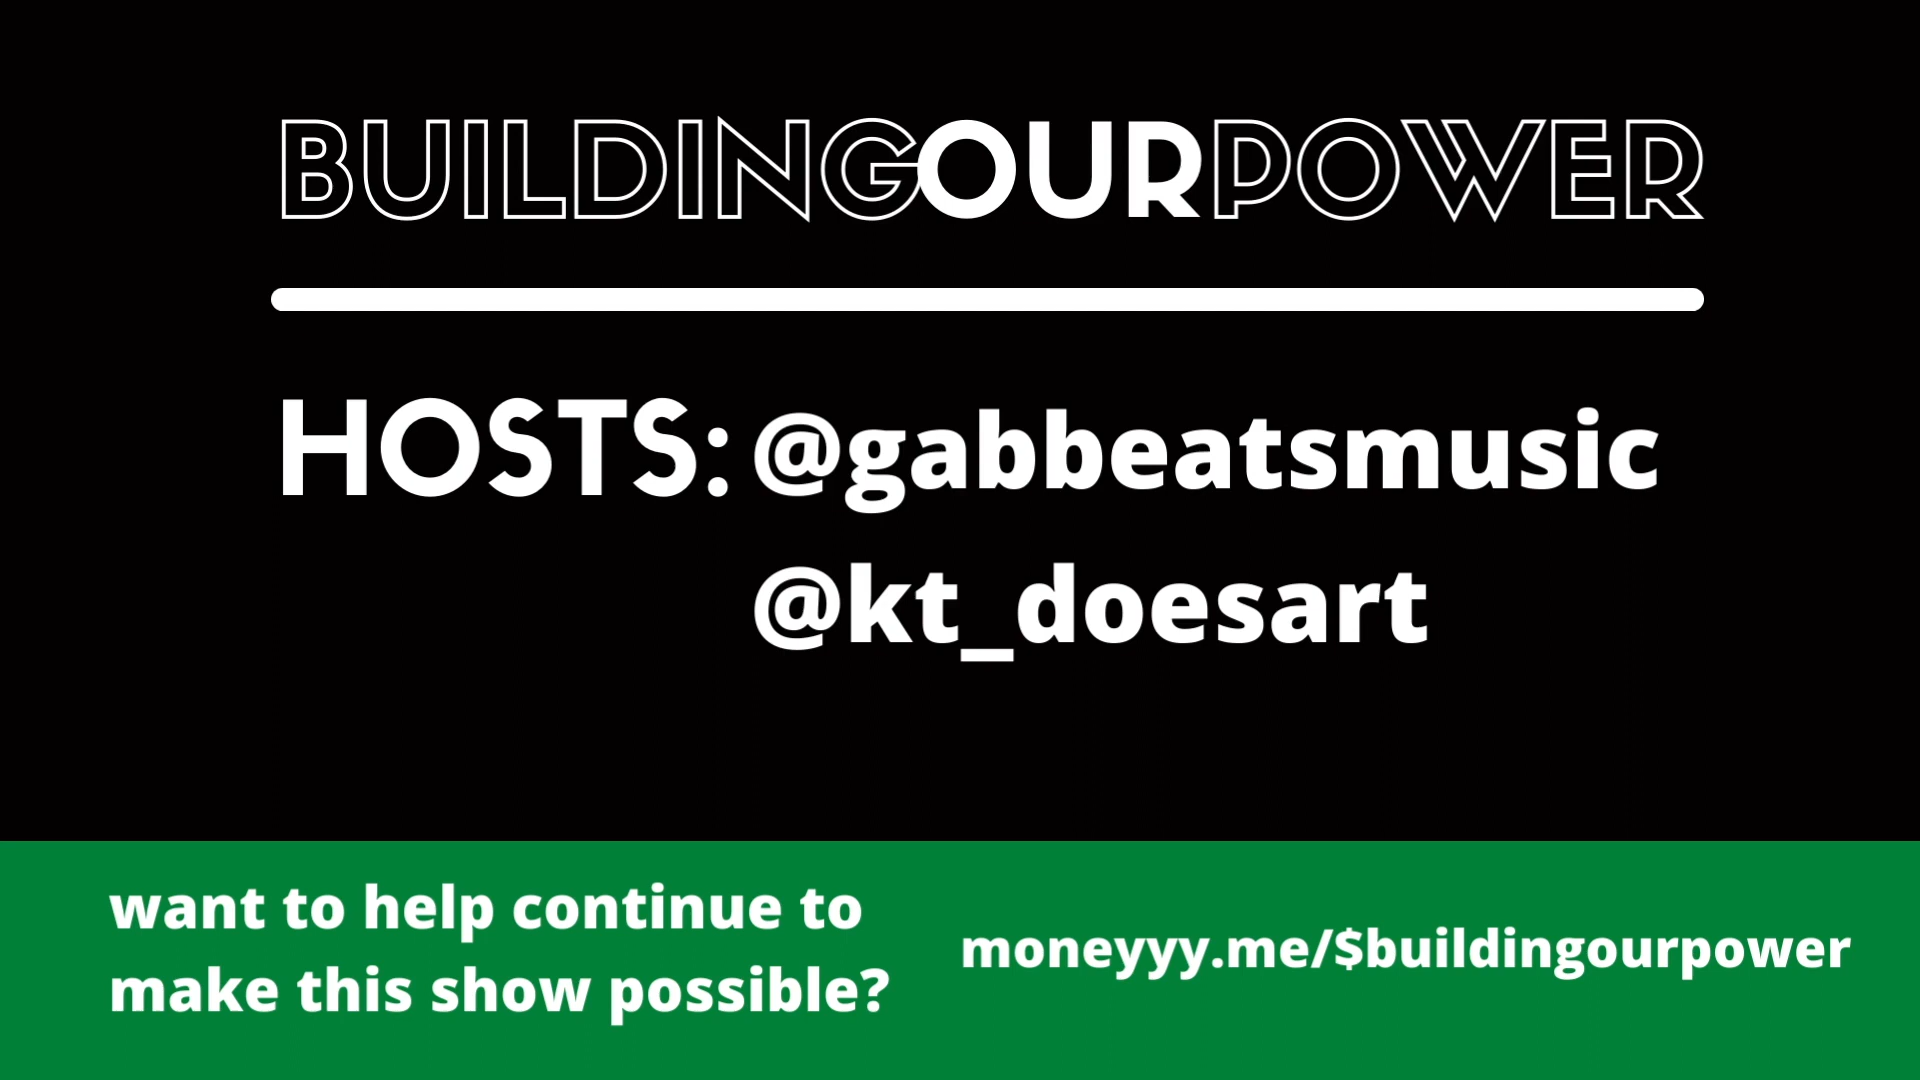 BUILDINGOURPOWER
HOSTS: @gabbeatsmusic
@kt_doesart
want to help continue to
make this show possible?
moneyyy.me/$buildingourpower